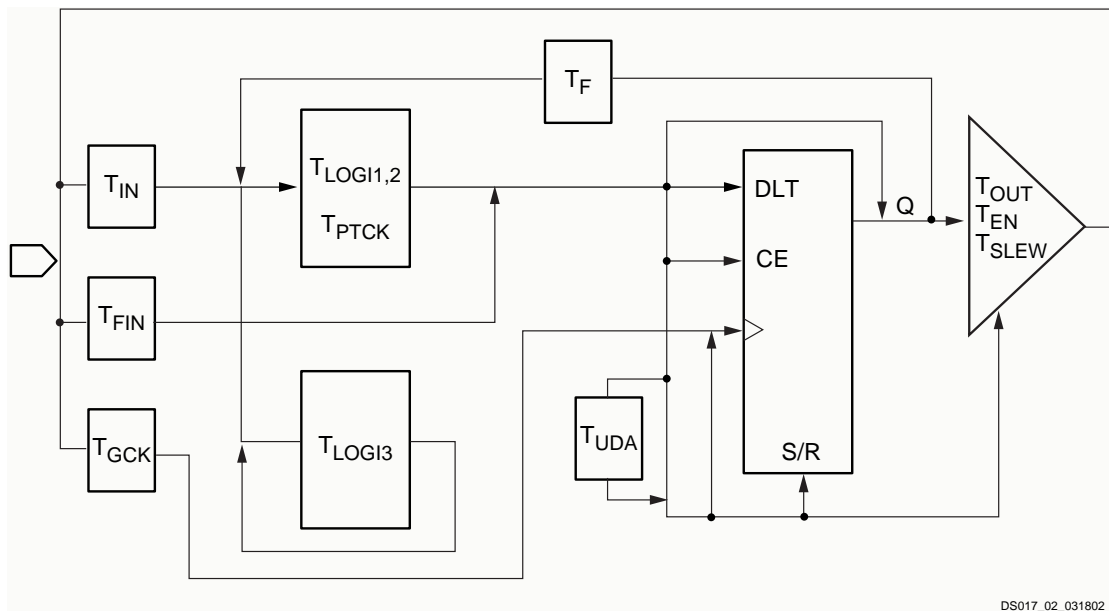 TF
TIN
TLOGI1,2
TPTCK
DLT
Q
TOUT
TEN
TSLEW
CE
TFIN
TGCK
TLOGI3
TUDA
S/R
DS017_02_031802